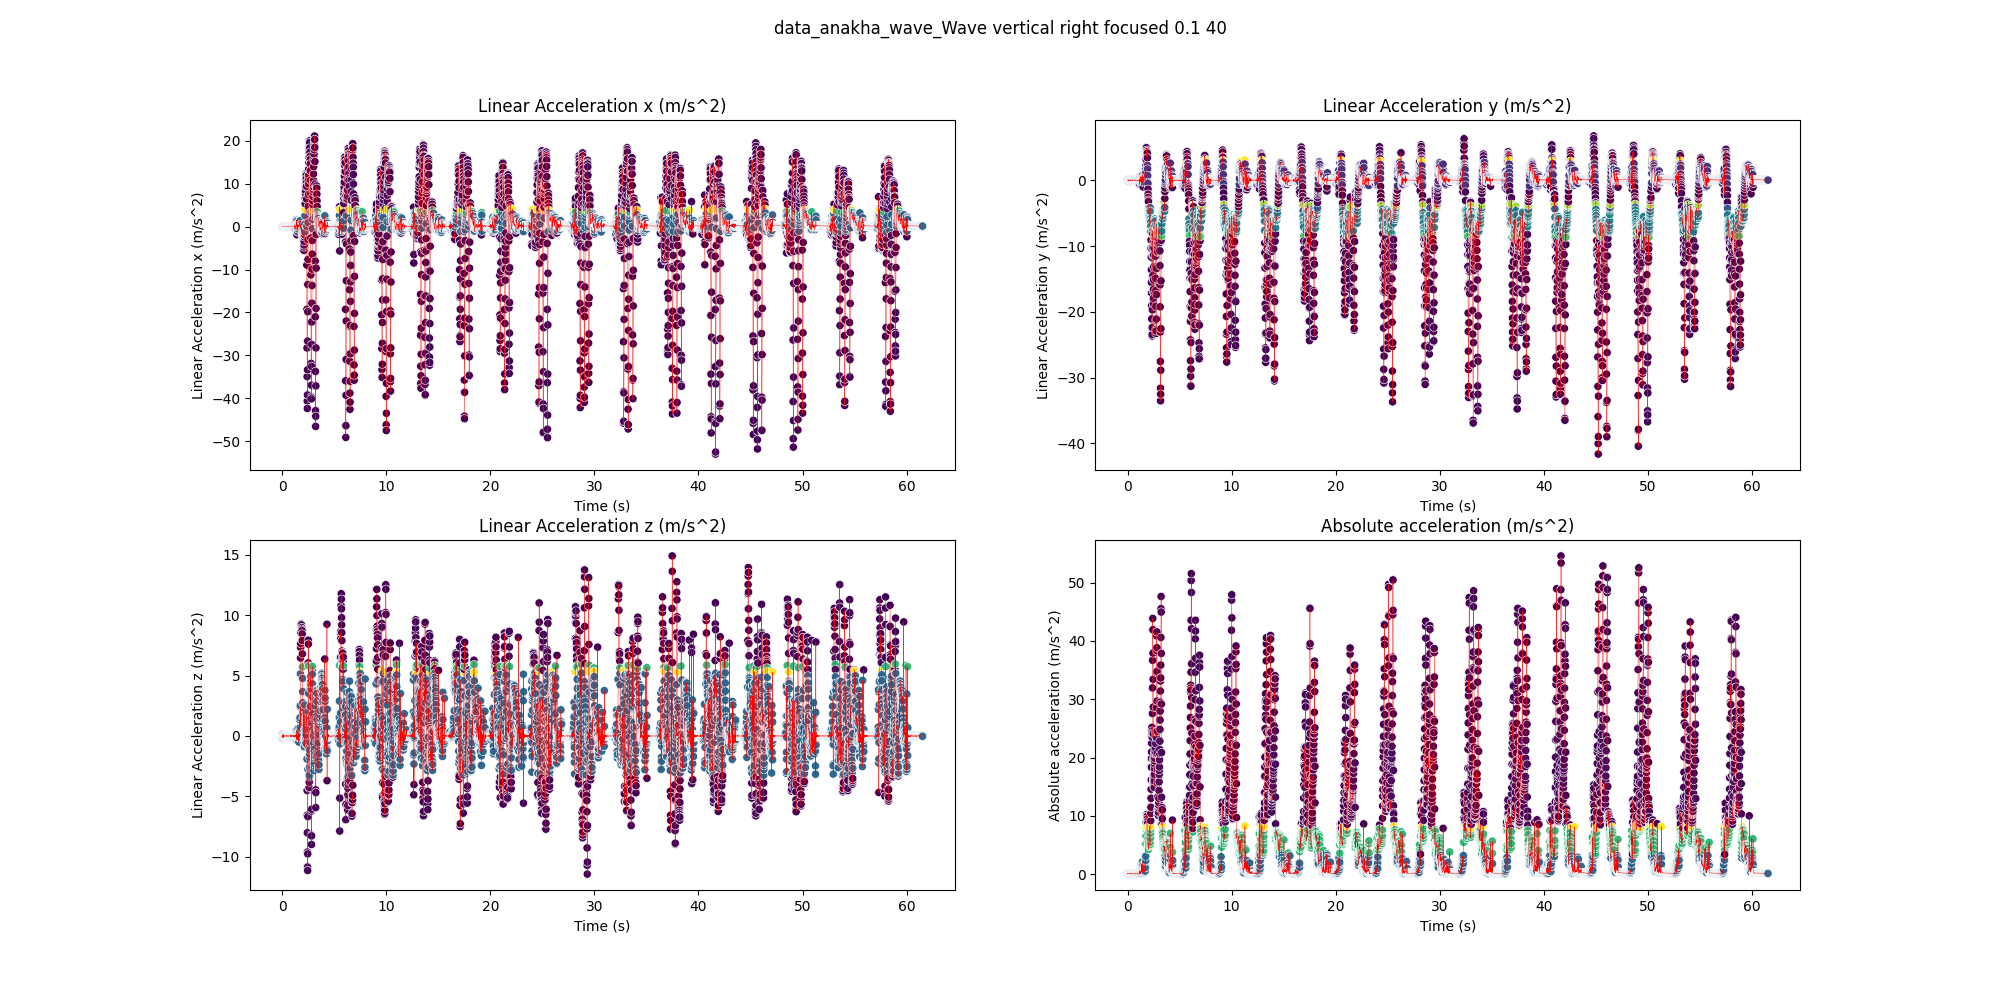 data_anakha_wave_Wave vertical right focused 0.1 40
Linear Acceleration x (m/s^2)
Linear Acceleration x (m/s^2)
20
10
0
−10
−20
−30
−40
−50
0 10 20 30 40 50 60
Time (s)
Linear Acceleration y (m/s^2)
Linear Acceleration y (m/s^2)
0
−10
−20
−30
−40
0 10 20 30 40 50 60
Time (s)
Linear Acceleration z (m/s^2)
Linear Acceleration z (m/s^2)
15
10
5
0
−5
−10
0 10 20 30 40 50 60
Time (s)
Absolute acceleration (m/s^2)
Absolute acceleration (m/s^2)
50
40
30
20
10
0
0 10 20 30 40 50 60
Time (s)